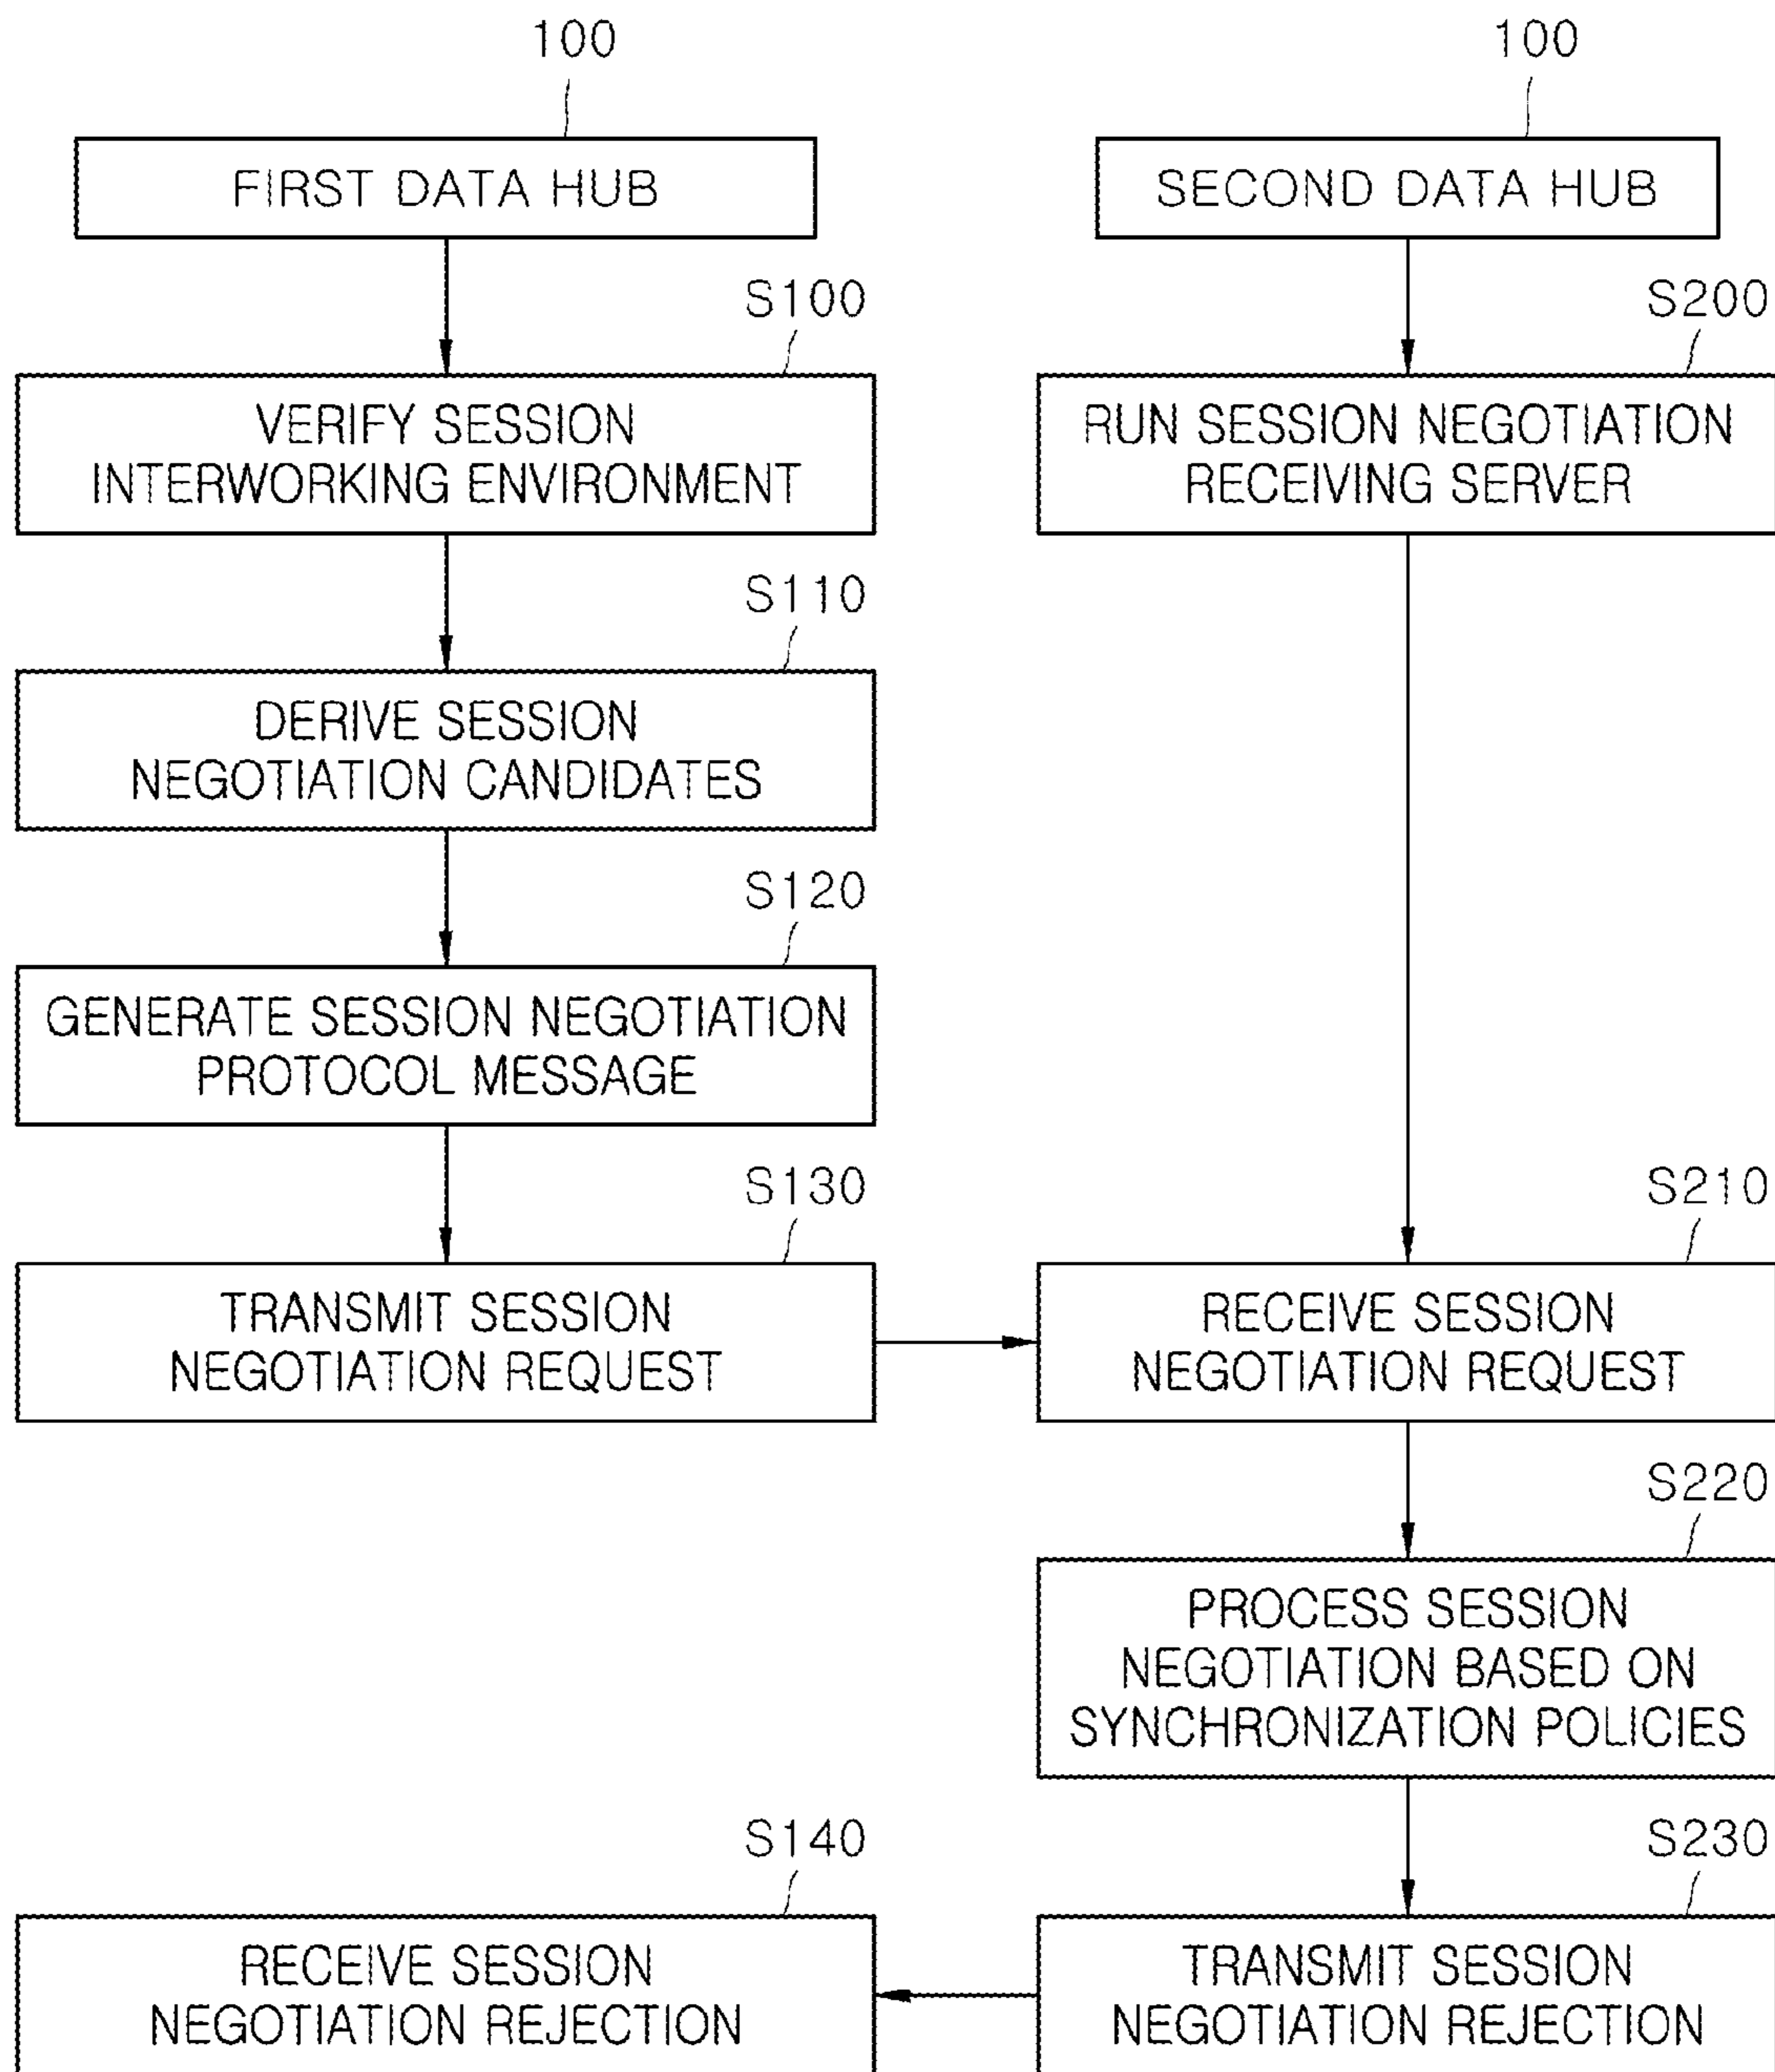 100
100
FIRST DATA HUB
SECOND DATA HUB
S100
S200
VERIFY SESSION
INTERWORKING ENVIRONMENT
RUN SESSION NEGOTIATION
RECEIVING SERVER
S110
DERIVE SESSION
NEGOTIATION CANDIDATES
S120
GENERATE SESSION NEGOTIATION
PROTOCOL MESSAGE
S130
S210
TRANSMIT SESSION
NEGOTIATION REQUEST
RECEIVE SESSION
NEGOTIATION REQUEST
S220
PROCESS SESSION
NEGOTIATION BASED ON
SYNCHRONIZATION POLICIES
S140
S230
RECEIVE SESSION
NEGOTIATION REJECTION
TRANSMIT SESSION
NEGOTIATION REJECTION